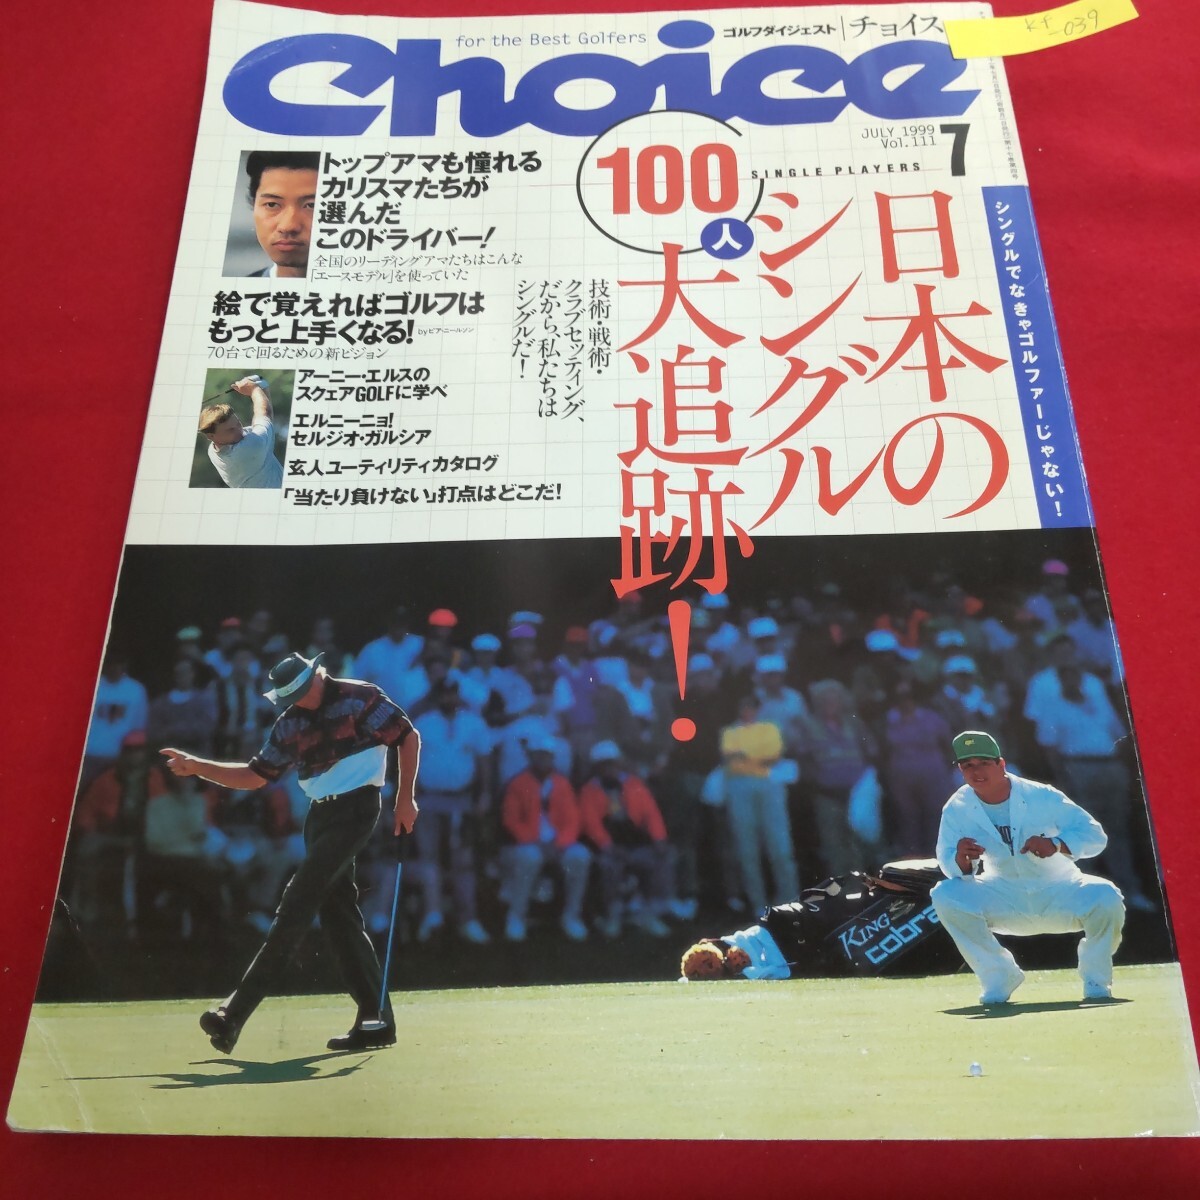 for the Best Golfers
ゴルフダイジェスト
チョイス
KF-039
Choice
JULY 1999
Vol.111
7
SINGLE PLAYERS
シングルでなきゃゴルファーじゃない!
日本の
シングル
100人
大追跡!
技術・戦術・
クラブセッティング、
だから、私たちは
シングルだ!
トップアマも憧れる
カリスマたちが
選んだ
このドライバー!
全国のリーディングアマたちはこんな
「エースモデル」を使っていた
絵で覚えればゴルフは
もっと上手くなる!
byピア・ニールソン
70台で回るための新ビジョン
アーニー・エルスの
スクェアGOLFに学べ
エルニーニョ!
セルジオ・ガルシア
玄人ユーティリティカタログ
「当たり負けない」打点はどこだ!
KING
cobra